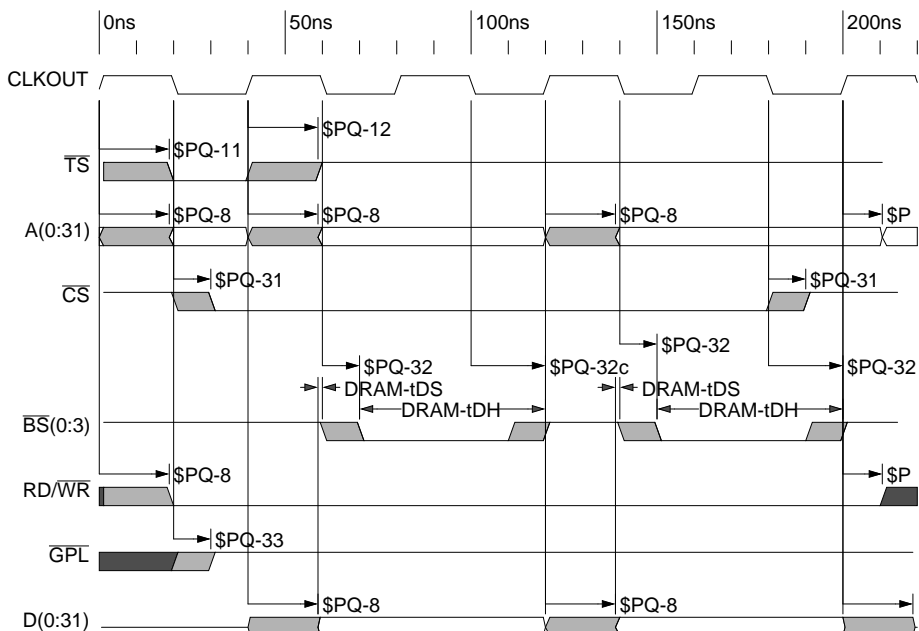 0ns 50ns 100ns 150ns 200ns
CLKOUT
$PQ-12
$PQ-11
TS
$PQ-8 $PQ-8 $PQ-8 $P
A(0:31)
$PQ-31 $PQ-31
CS
$PQ-32
$PQ-32 $PQ-32c $PQ-32
DRAM-tDS DRAM-tDS
DRAM-tDH DRAM-tDH
BS(0:3)
$PQ-8 $P
RD/WR
$PQ-33
GPL
$PQ-8 $PQ-8
D(0:31)